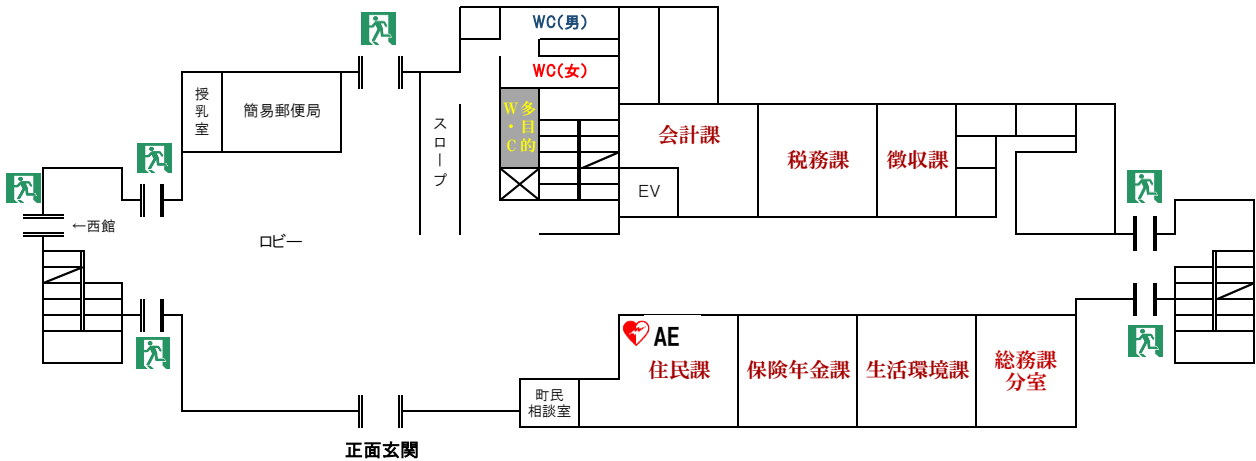 WC(男)
WC(女)
授乳室
簡易郵便局
スロープ
多目的
W・C
会計課
税務課
徴収課
EV
←西館
ロビー
AE
住民課
保険年金課
生活環境課
総務課
分室
町民
相談室
正面玄関